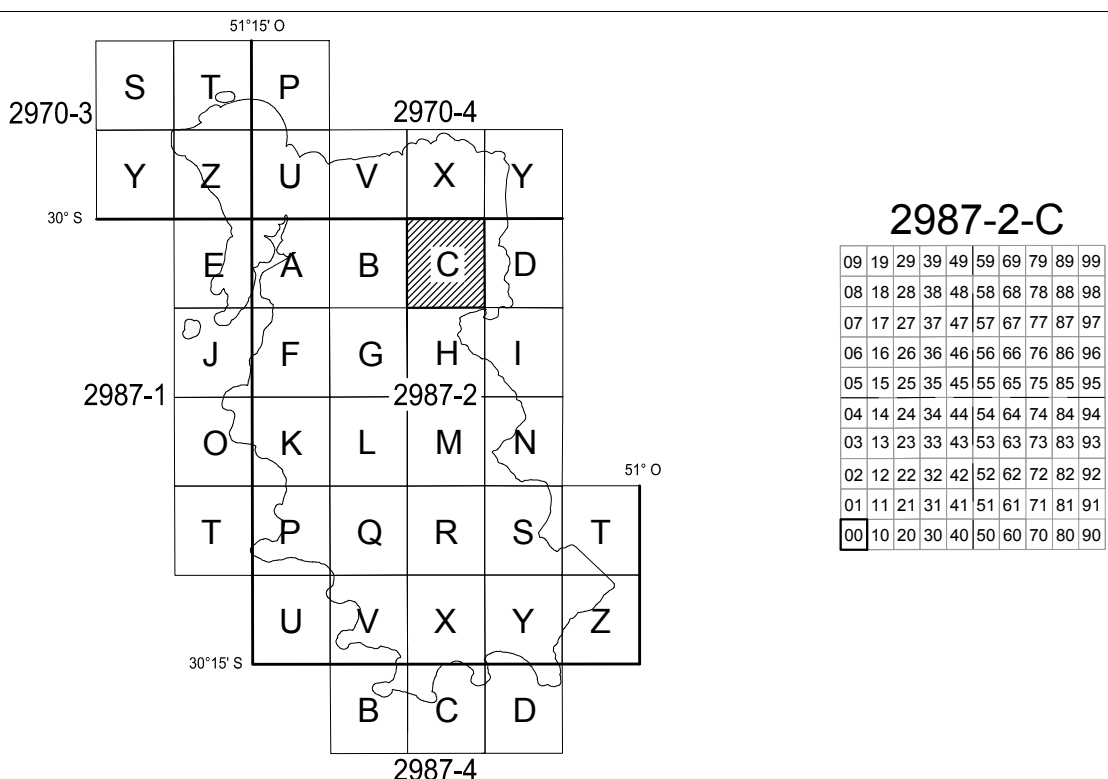 51°15' O
S T P
2970-3 2970-4
Y Z U V X Y
30° S
E A B C D
J F G H I
2987-1 2987-2
O K L M N
51° O
T P Q R S T
U V X Y Z
30°15' S
B C D
2987-4
2987-2-C
09 19 29 39 49 59 69 79 89 99
08 18 28 38 48 58 68 78 88 98
07 17 27 37 47 57 67 77 87 97
06 16 26 36 46 56 66 76 86 96
05 15 25 35 45 55 65 75 85 95
04 14 24 34 44 54 64 74 84 94
03 13 23 33 43 53 63 73 83 93
02 12 22 32 42 52 62 72 82 92
01 11 21 31 41 51 61 71 81 91
00 10 20 30 40 50 60 70 80 90